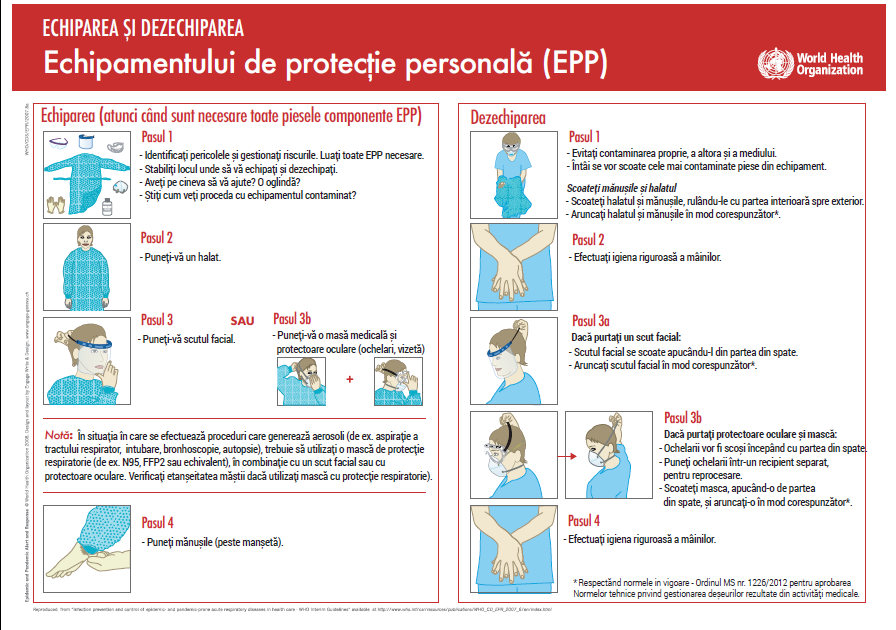 ECHIPAREA ȘI DEZECHIPAREA
Echipamentului de protecție personală (EPP)
World Health
Organization
Echiparea (atunci când sunt necesare toate piesele componente EPP)
Pasul 1
- Identificați pericolele și gestionați riscurile. Luați toate EPP necesare.
- Stabiliți locul unde să vă echipați și dezechipați.
- Aveți pe cineva să vă ajute? O oglindă?
- Știți cum veți proceda cu echipamentul contaminat?
Pasul 2
- Puneți-vă un halat.
Pasul 3
- Puneți-vă scutul facial.
SAU
Pasul 3b
- Puneți-vă o masă medicală și
protectoare oculare (ochelari, vizetă)
+
Notă: În situația în care se efectuează proceduri care generează aerosoli (de ex. aspirație a
tractului respirator, intubare, bronhoscopie, autopsie), trebuie să utilizați o mască de protecție
respiratorie (de ex. N95, FFP2 sau echivalent), în combinație cu un scut facial sau cu
protectoare oculare. Verificați etanșeitatea măștii dacă utilizați mască cu protecție respiratorie).
Pasul 4
- Puneți mănușile (peste manșetă).
Dezechiparea
Pasul 1
- Evitați contaminarea proprie, a altora și a mediului.
- Întâi se vor scoate cele mai contaminate piese din echipament.
Scoateți mănușile și halatul
- Scoateți halatul și mănușile, rulându-le cu partea interioară spre exterior.
- Aruncați halatul și mănușile în mod corespunzător*.
Pasul 2
- Efectuați igiena riguroasă a mâinilor.
Pasul 3a
Dacă purtați un scut facial:
- Scutul facial se scoate apucându-l din partea din spate.
- Aruncați scutul facial în mod corespunzător*.
Pasul 3b
Dacă purtați protectoare oculare și mască:
- Ochelarii vor fi scoși începând cu partea din spate.
- Puneți ochelarii într-un recipient separat,
pentru reprocesare.
- Scoateți masca, apucând-o de partea
din spate, și aruncați-o în mod corespunzător*.
Pasul 4
- Efectuați igiena riguroasă a mâinilor.
* Respectând normele in vigoare - Ordinul MS nr. 1226/2012 pentru aprobarea
Normelor tehnice privind gestionarea deșeurilor rezultate din activități medicale.